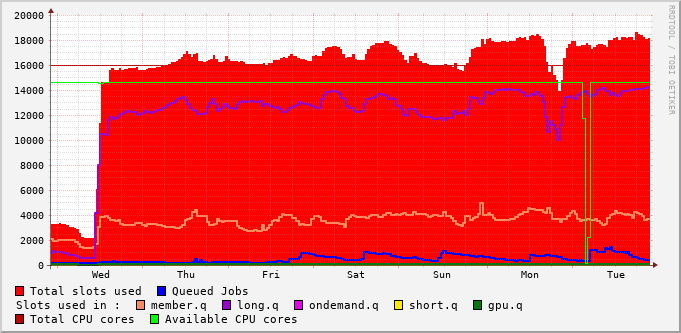 RRDTOOL / TOBI OETIKER
20000
18000
16000
14000
12000
10000
8000
6000
4000
2000
0
Wed Thu Fri Sat Sun Mon Tue
Total slots used Queued Jobs
Slots used in : member.q long.q ondemand.q short.q gpu.q
Total CPU cores Available CPU cores